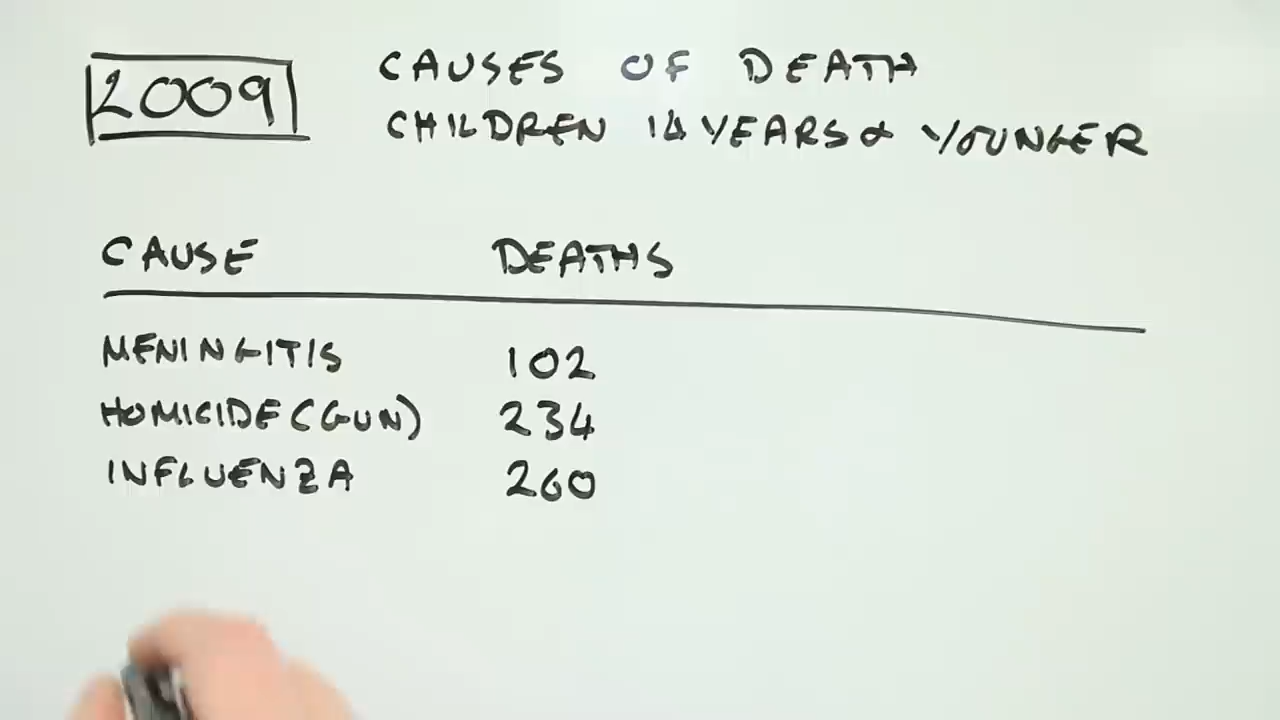 2009
CAUSES OF DEATH
CHILDREN 14 YEARS & YOUNGER
CAUSE DEATHS
MENINGITIS 102
HOMICIDE (GUN) 234
INFLUENZA 260